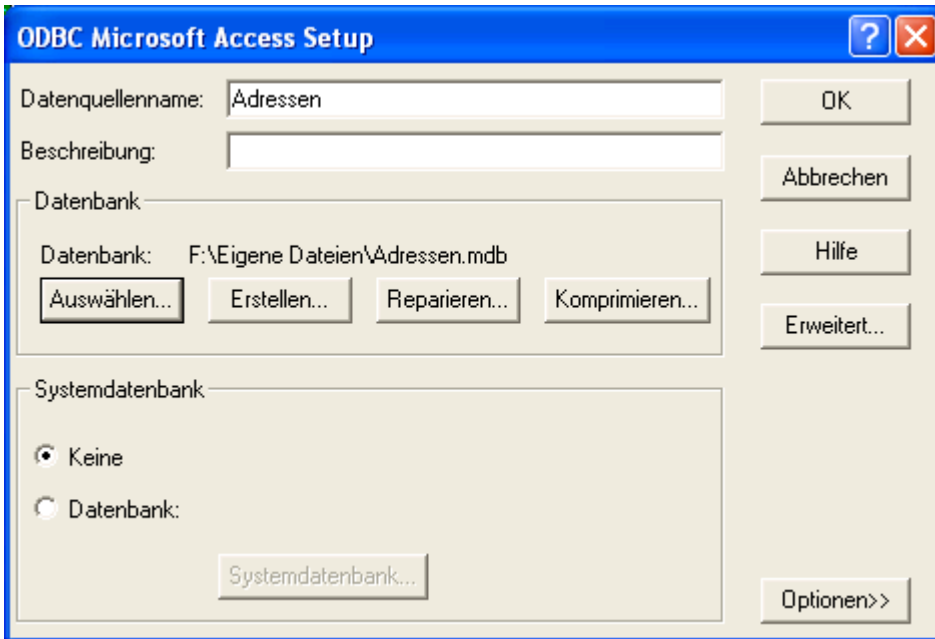 ODBC Microsoft Access Setup
Datenquellenname: Adressen
OK
Beschreibung:
Abbrechen
Datenbank
Datenbank: F:\Eigene Dateien\Adressen.mdb
Hilfe
Auswählen... Erstellen... Reparieren... Komprimieren...
Erweitert...
Systemdatenbank
Keine
Datenbank:
Systemdatenbank...
Optionen>>